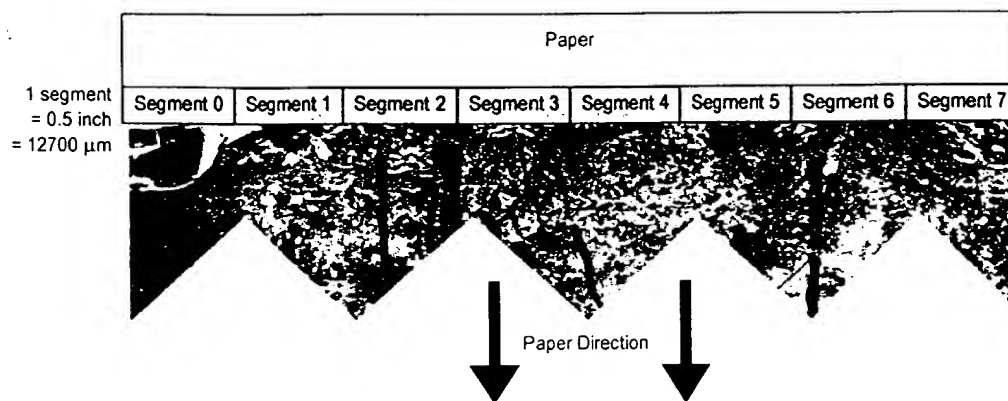 Paper
1 segment
= 0.5 inch
= 12700 µm
Segment 0 Segment 1 Segment 2 Segment 3 Segment 4 Segment 5 Segment 6 Segment 7
Paper Direction